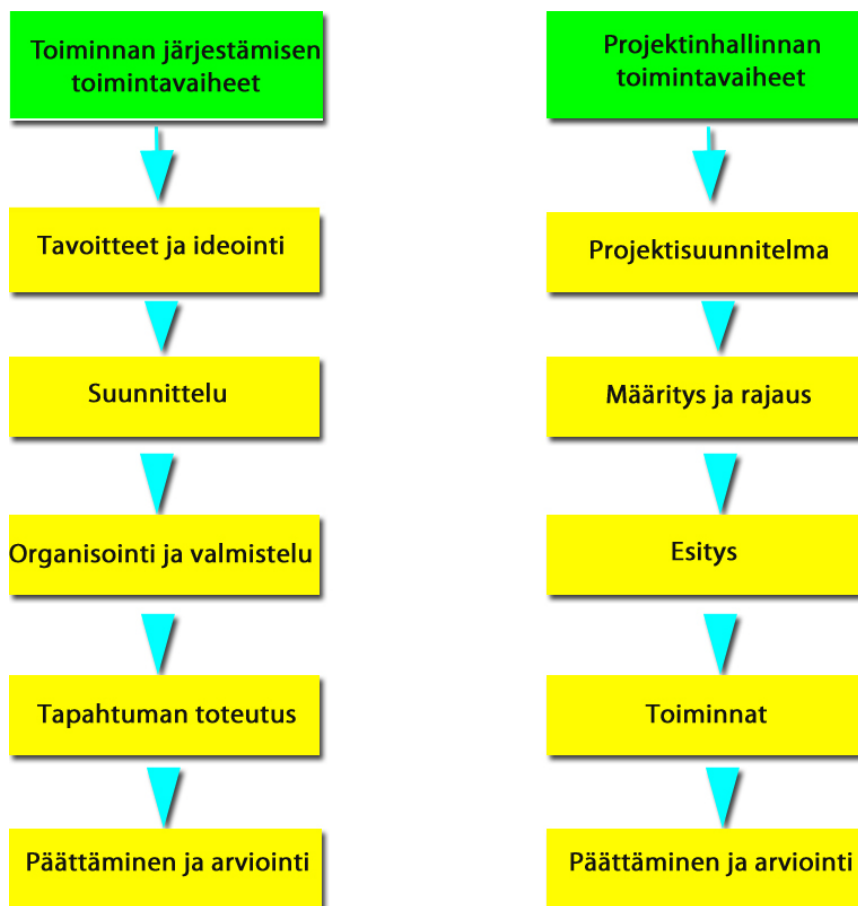 Toiminnan järjestämisen
toimintavaiheet
Tavoitteet ja ideointi
Suunnittelu
Organisointi ja valmistelu
Tapahtuman toteutus
Päättäminen ja arviointi
Projektinhallinnan
toimintavaiheet
Projektisuunnitelma
Määritys ja rajaus
Esitys
Toiminnat
Päättäminen ja arviointi